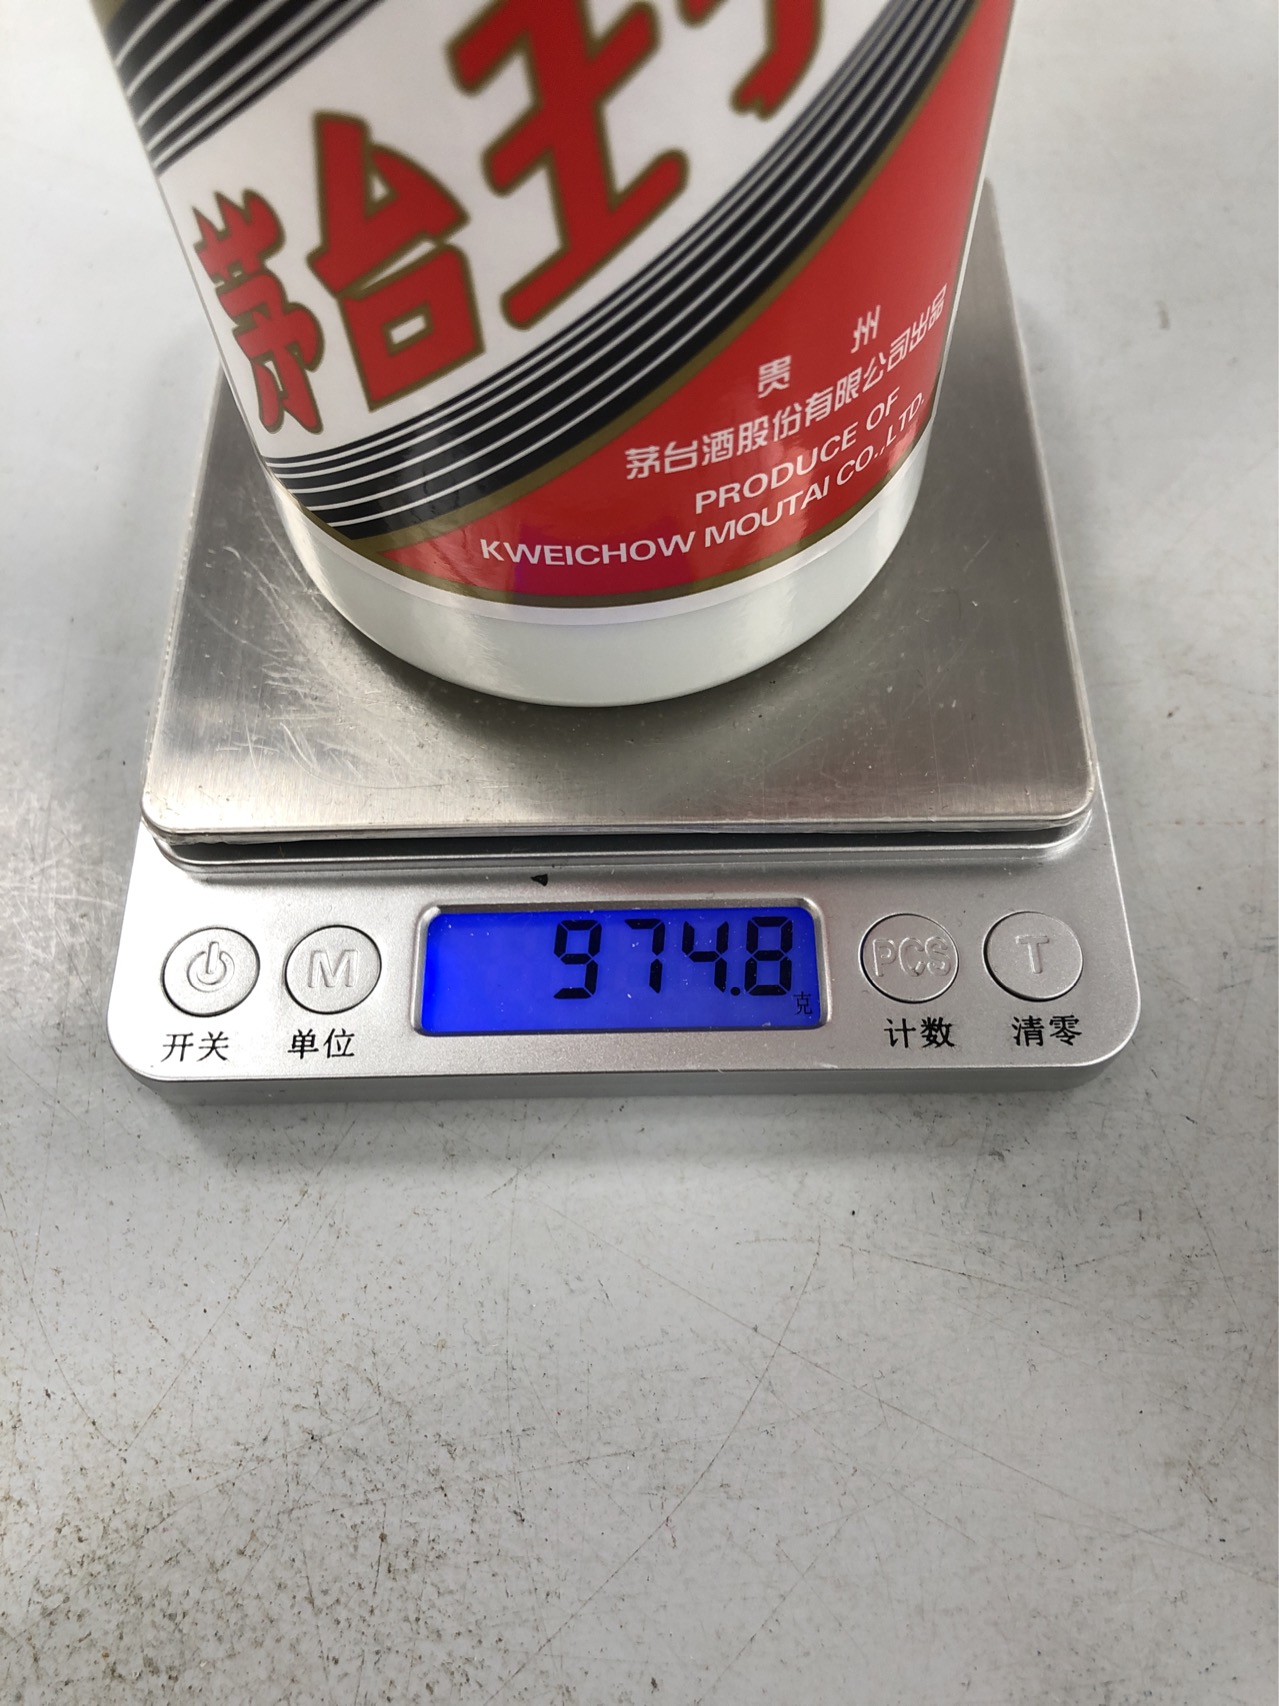 茅台王子
贵州
茅台酒股份有限公司出品
PRODUCE OF
KWEICHOW MOUTAI CO.,LTD.
974.8
克
M
PCS
T
开关
单位
计数
清零